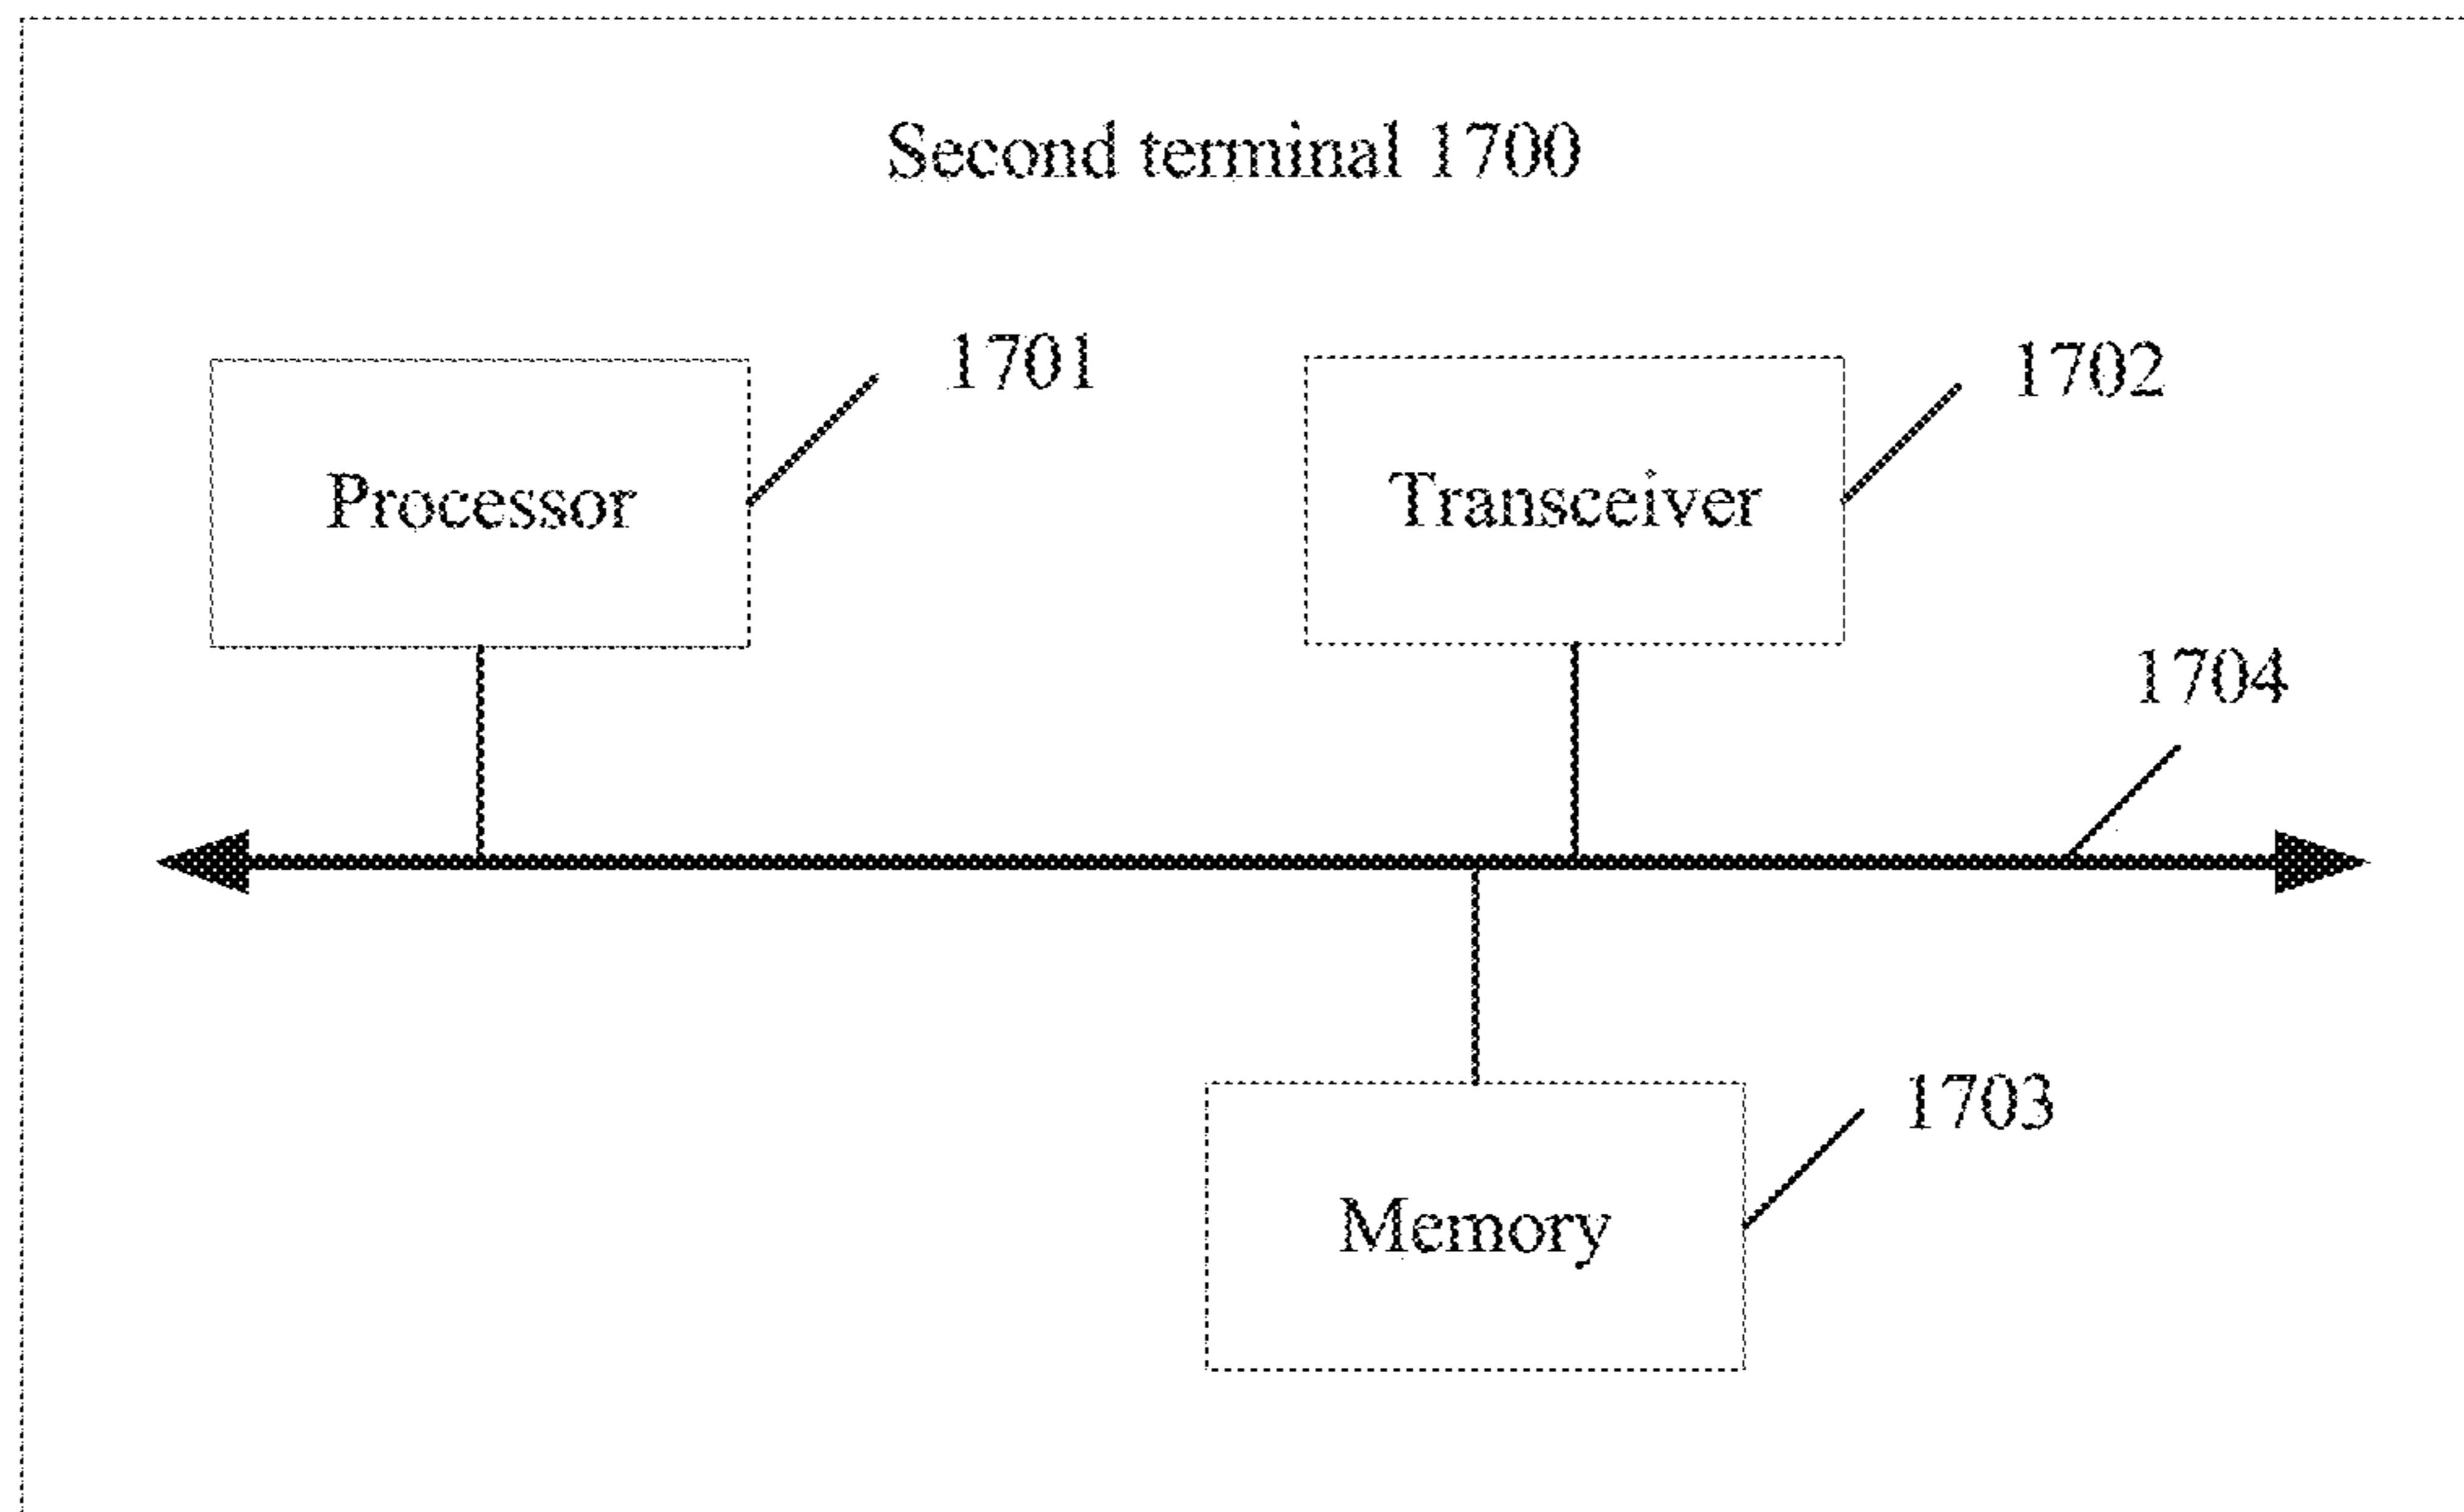 Second terminal 1700
1701
1702
Processor
Transceiver
1704
1703
Memory